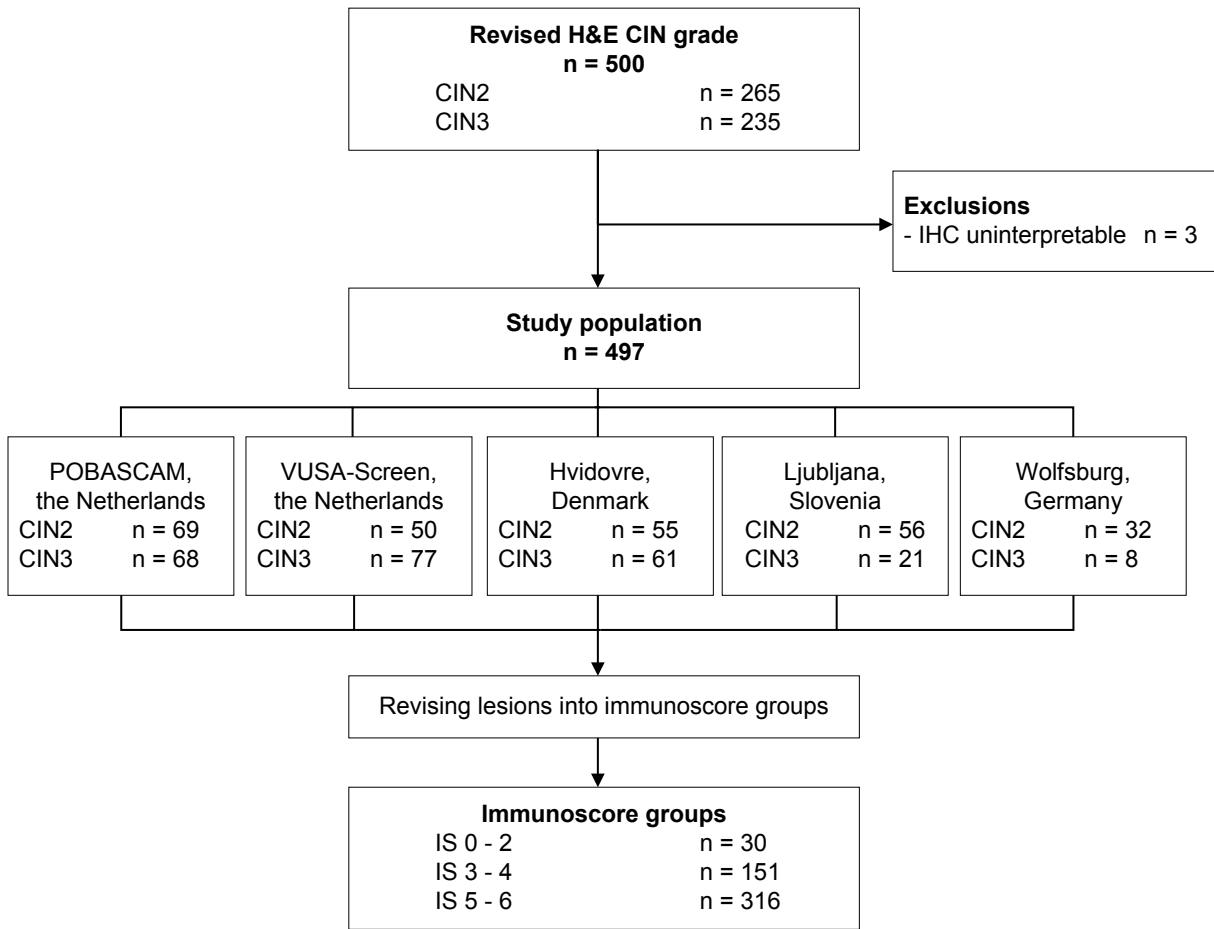 Revised H&E CIN grade
n = 500
CIN2 n = 265
CIN3 n = 235
Exclusions
- IHC uninterpretable n = 3
Study population
n = 497
POBASCAM,
the Netherlands
CIN2 n = 69
CIN3 n = 68
VUSA-Screen,
the Netherlands
CIN2 n = 50
CIN3 n = 77
Hvidovre,
Denmark
CIN2 n = 55
CIN3 n = 61
Ljubljana,
Slovenia
CIN2 n = 56
CIN3 n = 21
Wolfsburg,
Germany
CIN2 n = 32
CIN3 n = 8
Revising lesions into immunoscore groups
Immunoscore groups
IS 0 - 2 n = 30
IS 3 - 4 n = 151
IS 5 - 6 n = 316